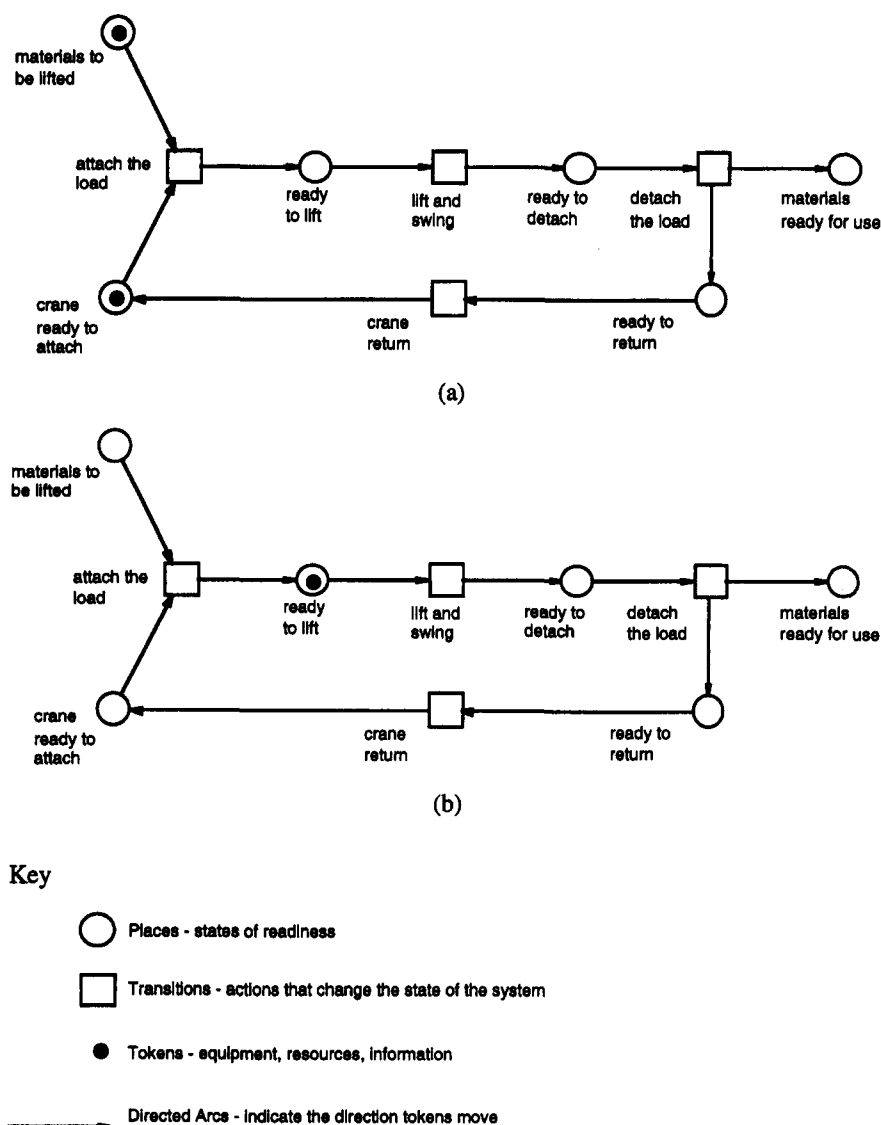 materials to
be lifted
attach the
load
ready
to lift
lift and
swing
ready to
detach
detach
the load
materials
ready for use
crane
ready to
attach
crane
return
ready to
return
(a)
materials to
be lifted
attach the
load
ready
to lift
lift and
swing
ready to
detach
detach
the load
materials
ready for use
crane
ready to
attach
crane
return
ready to
return
(b)
Key
Places - states of readiness
Transitions - actions that change the state of the system
Tokens - equipment, resources, information
Directed Arcs - indicate the direction tokens move